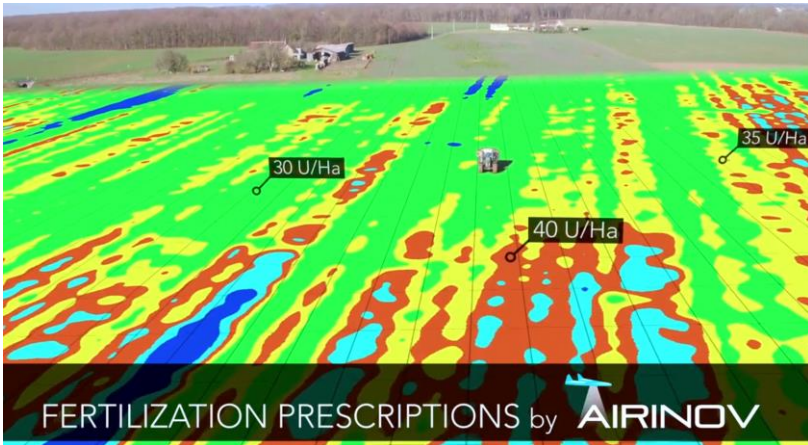 30 U/Ha
35 U/Ha
40 U/Ha
FERTILIZATION PRESCRIPTIONS by AIRINOV